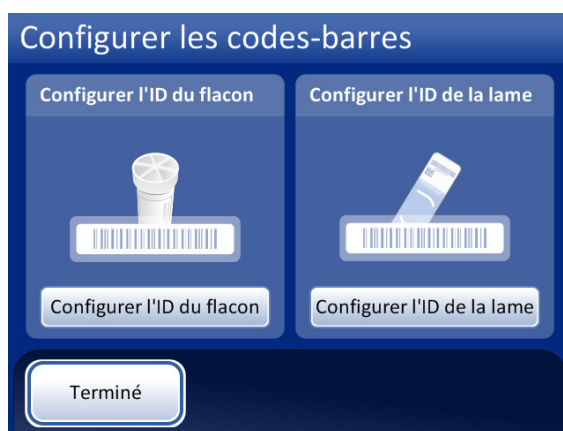 Configurer les codes-barres
Configurer l'ID du flacon
Configurer l'ID de la lame
Configurer l'ID du flacon
Configurer l'ID de la lame
Terminé